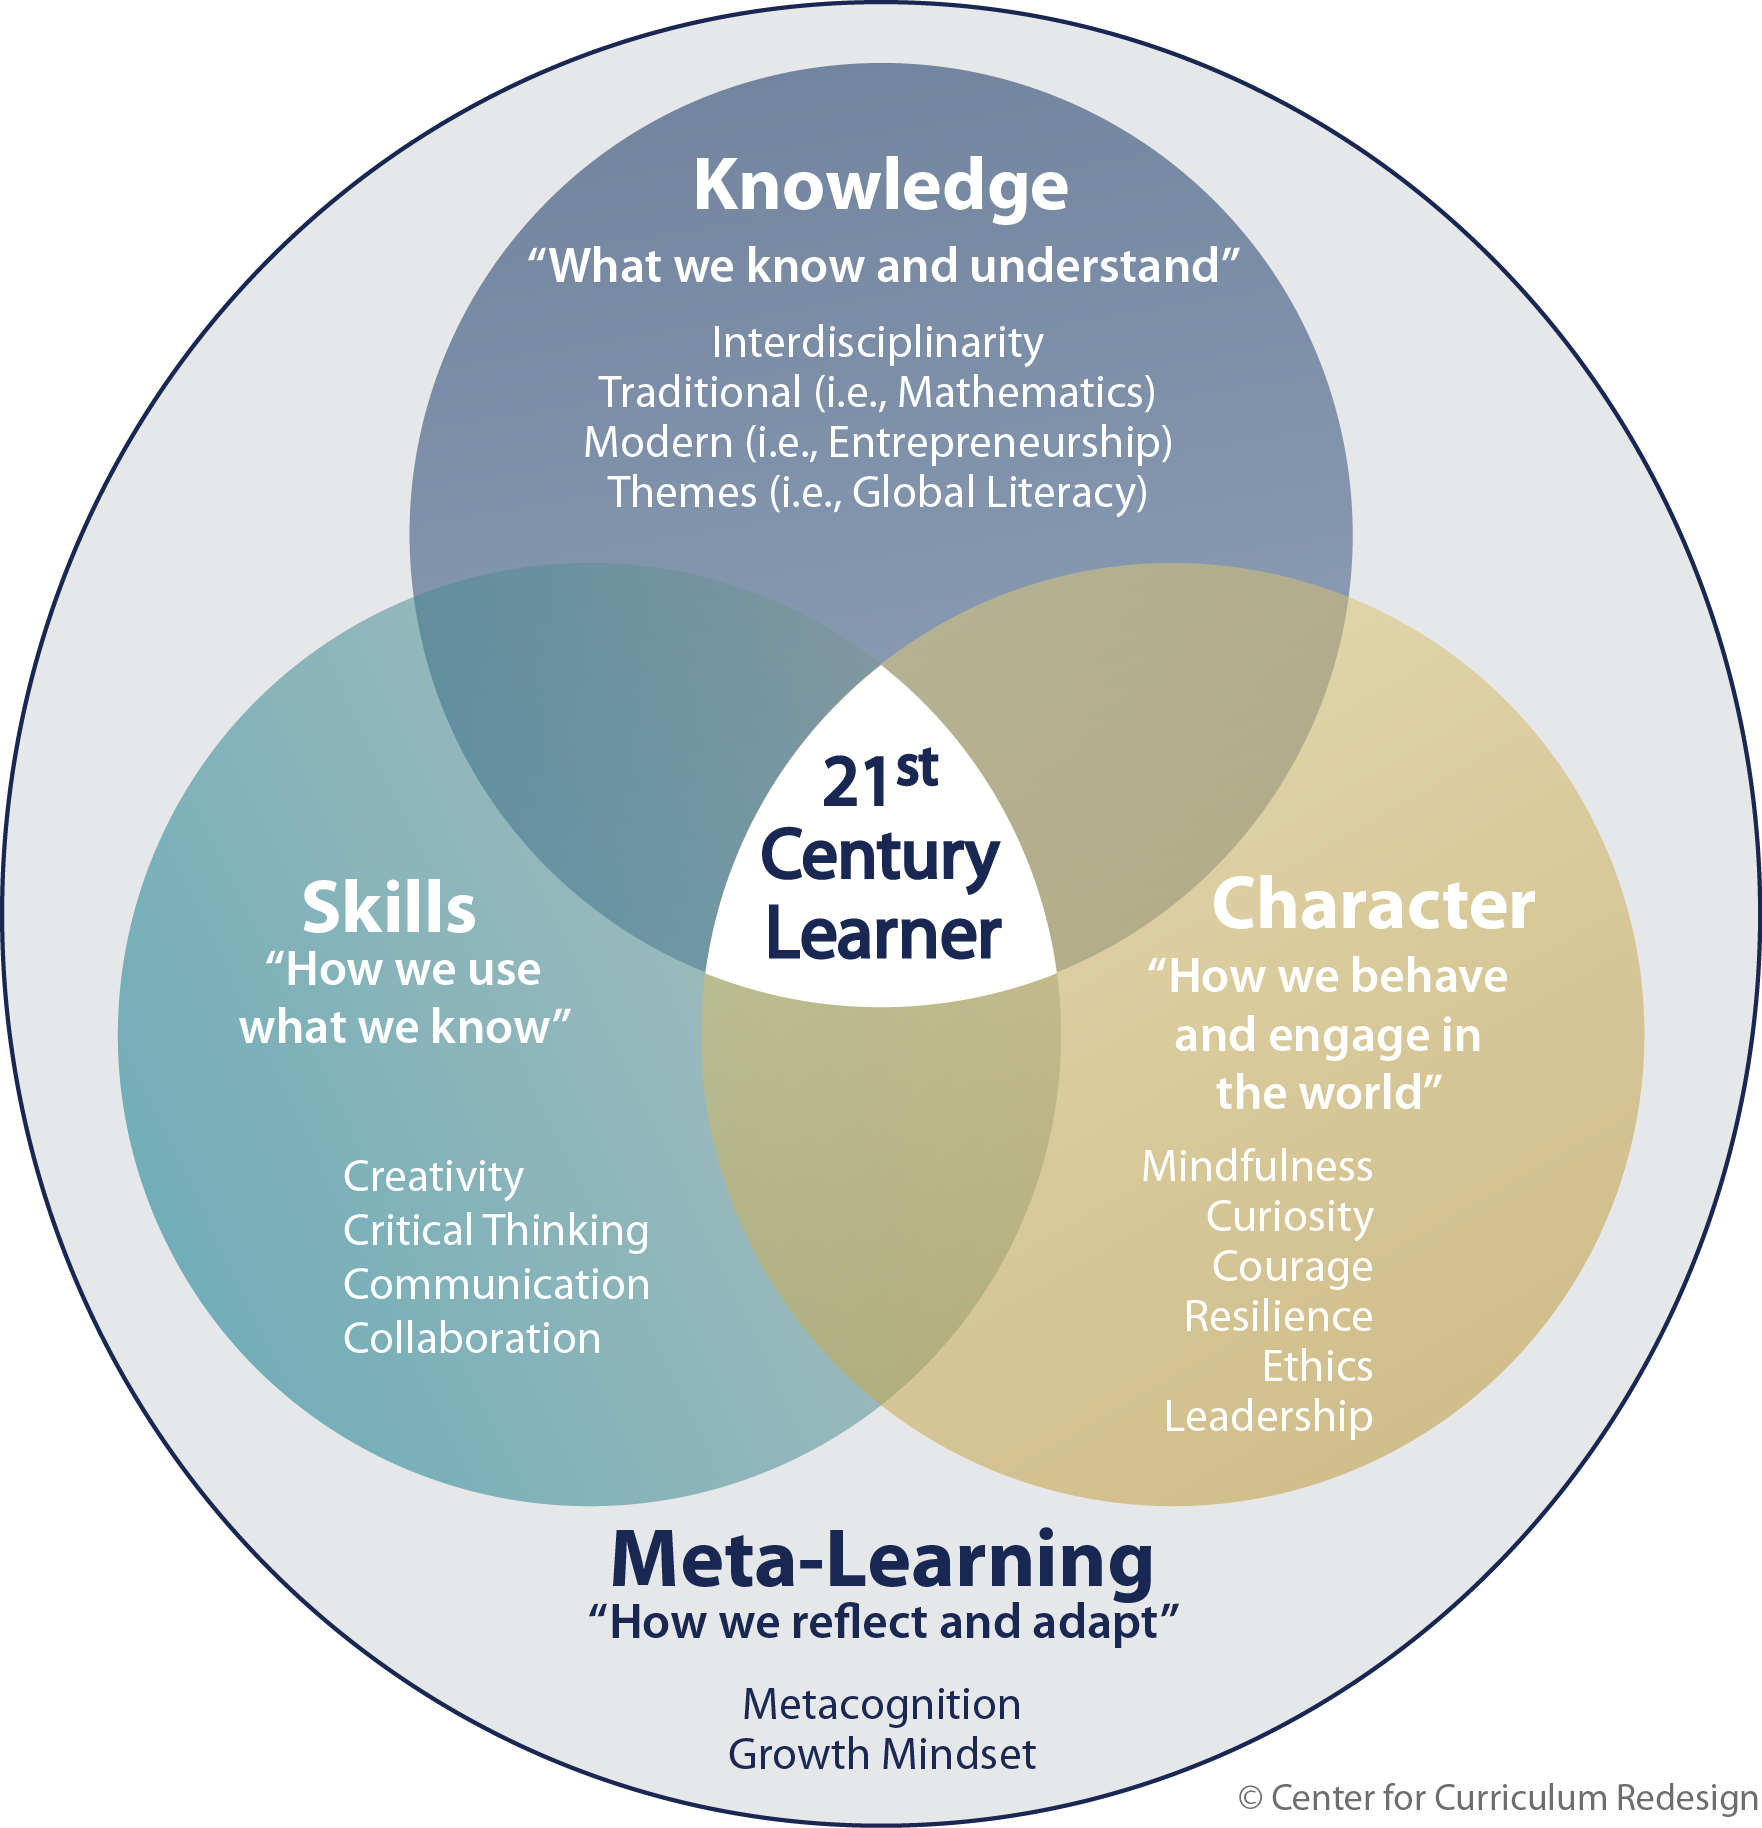 Knowledge
“What we know and understand”
Interdisciplinarity
Traditional (i.e., Mathematics)
Modern (i.e., Entrepreneurship)
Themes (i.e., Global Literacy)
21st
Century
Learner
Skills
“How we use
what we know”
Creativity
Critical Thinking
Communication
Collaboration
Character
“How we behave
and engage in
the world”
Mindfulness
Curiosity
Courage
Resilience
Ethics
Leadership
Meta-Learning
“How we reflect and adapt”
Metacognition
Growth Mindset
© Center for Curriculum Redesign